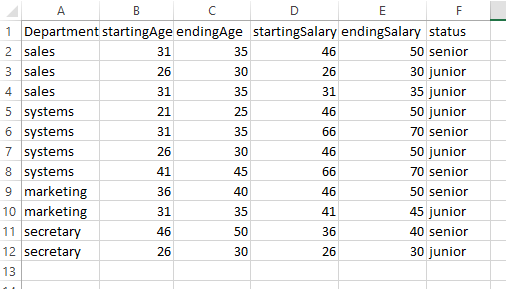 A B C D E F
1 Department startingAge endingAge startingSalary endingSalary status
2 sales 31 35 46 50 senior
3 sales 26 30 26 30 junior
4 sales 31 35 31 35 junior
5 systems 21 25 46 50 junior
6 systems 31 35 66 70 senior
7 systems 26 30 46 50 junior
8 systems 41 45 66 70 senior
9 marketing 36 40 46 50 senior
10 marketing 31 35 41 45 junior
11 secretary 46 50 36 40 senior
12 secretary 26 30 26 30 junior
13